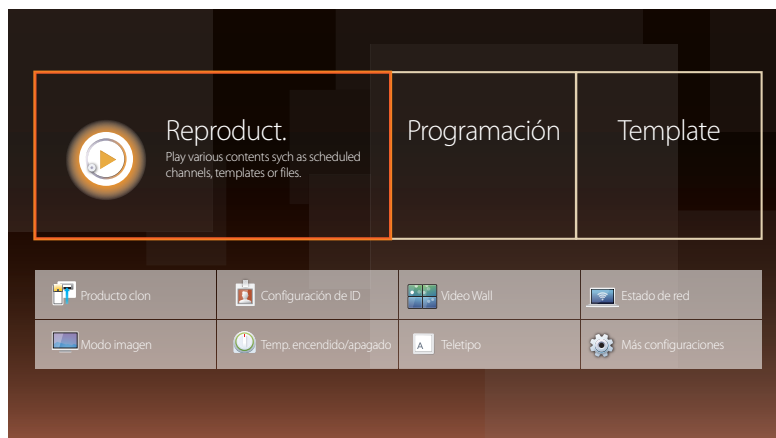 Reproduct.
Play various contents sych as scheduled
channels, templates or files.
Programación
Template
Producto clon
Configuración de ID
Video Wall
Estado de red
Modo imagen
Temp. encendido/apagado
A
Teletipo
Más configuraciones